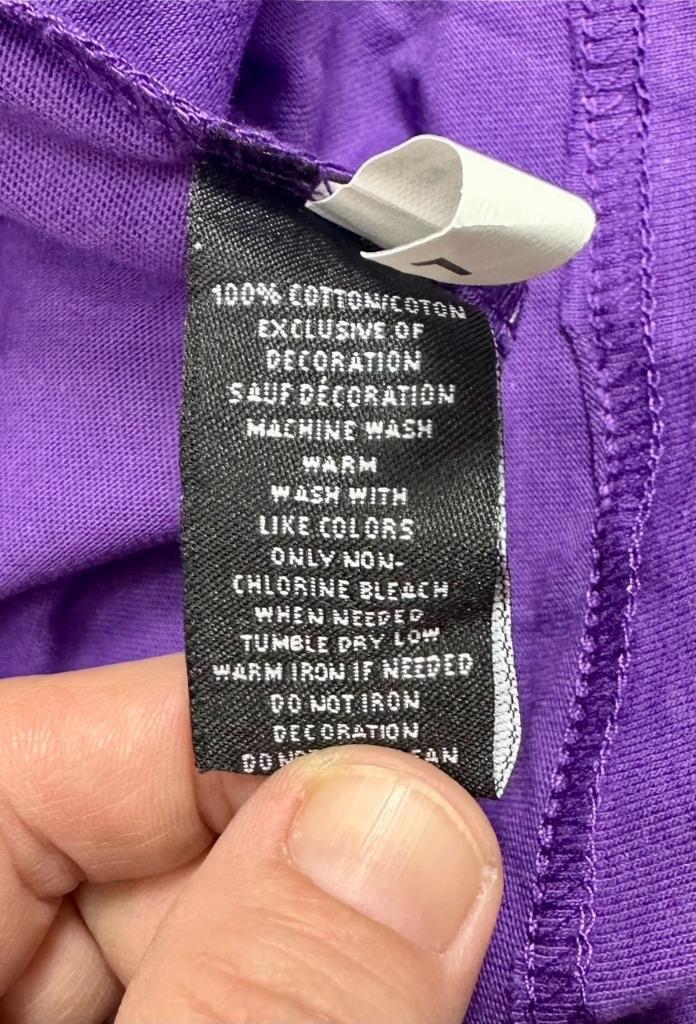 100% COTTON/COTON
EXCLUSIVE OF
DECORATION
SAUF DÉCORATION
MACHINE WASH
WARM
WASH WITH
LIKE COLORS
ONLY NON-
CHLORINE BLEACH
WHEN NEEDED
TUMBLE DRY LOW
WARM IRON IF NEEDED
DO NOT IRON
DECORATION
DO